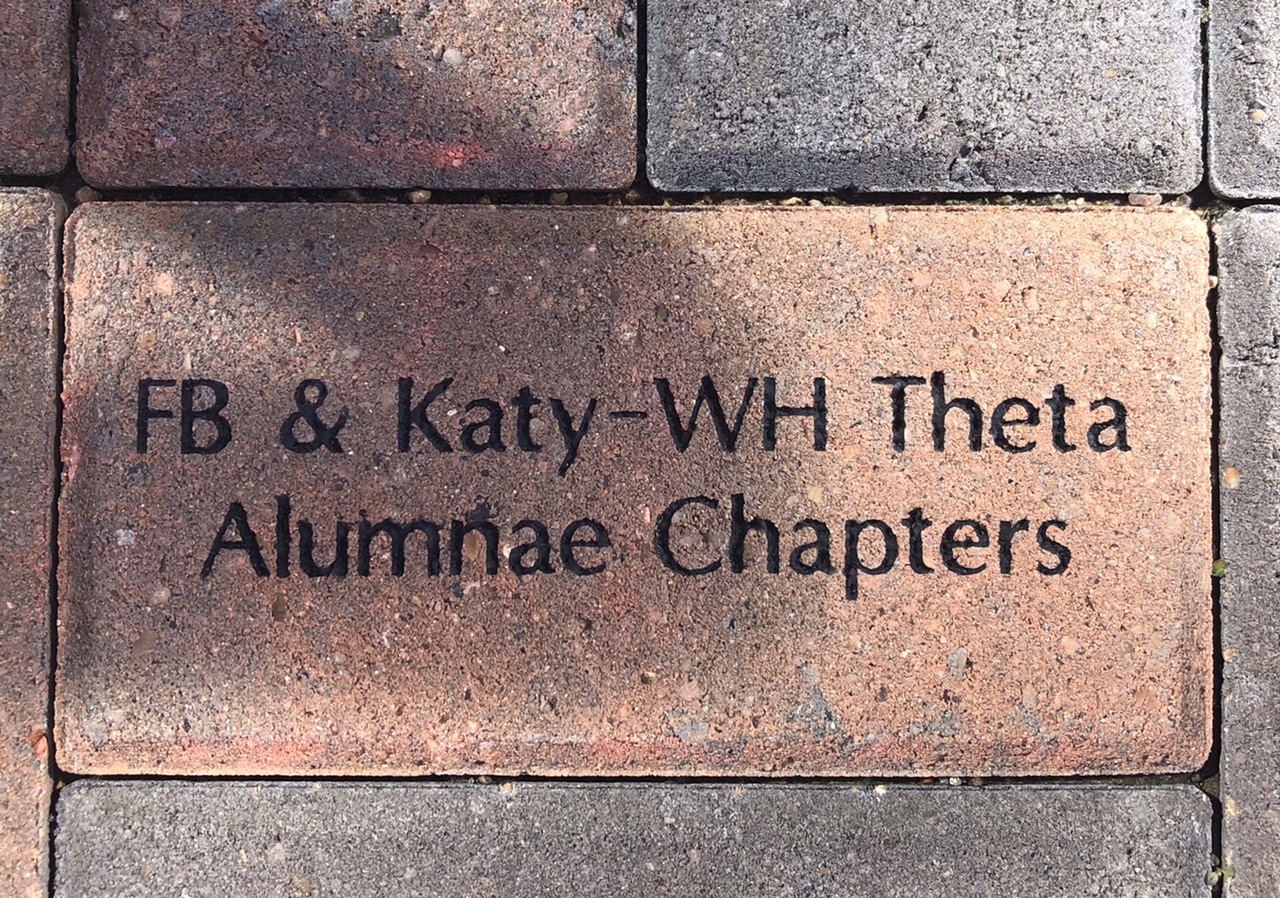 FB & Katy-WH Theta
Alumnae Chapters